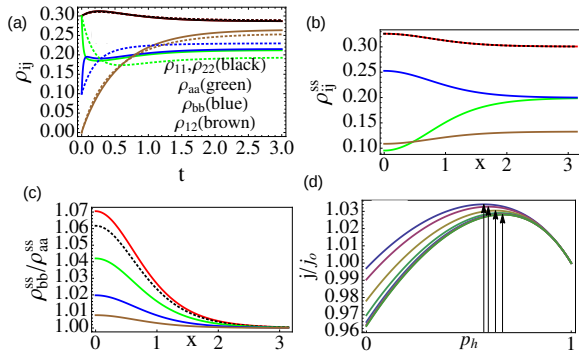 (a)
ρij
0.30
0.25
0.20
0.15
0.10
0.05
0.00
0.0 0.5 1.0 1.5 2.0 2.5 3.0
t
ρ11,ρ22(black)
ρaa(green)
ρbb(blue)
ρ12(brown)
(b)
ρijss
0.30
0.25
0.20
0.15
0.10
0 1 x 2 3
(c)
ρbbss/ρaass
1.07
1.06
1.05
1.04
1.03
1.02
1.01
1.00
0 1 x 2 3
(d)
j/jo
1.03
1.02
1.01
1.00
0.99
0.98
0.97
0.96
0 ph 1